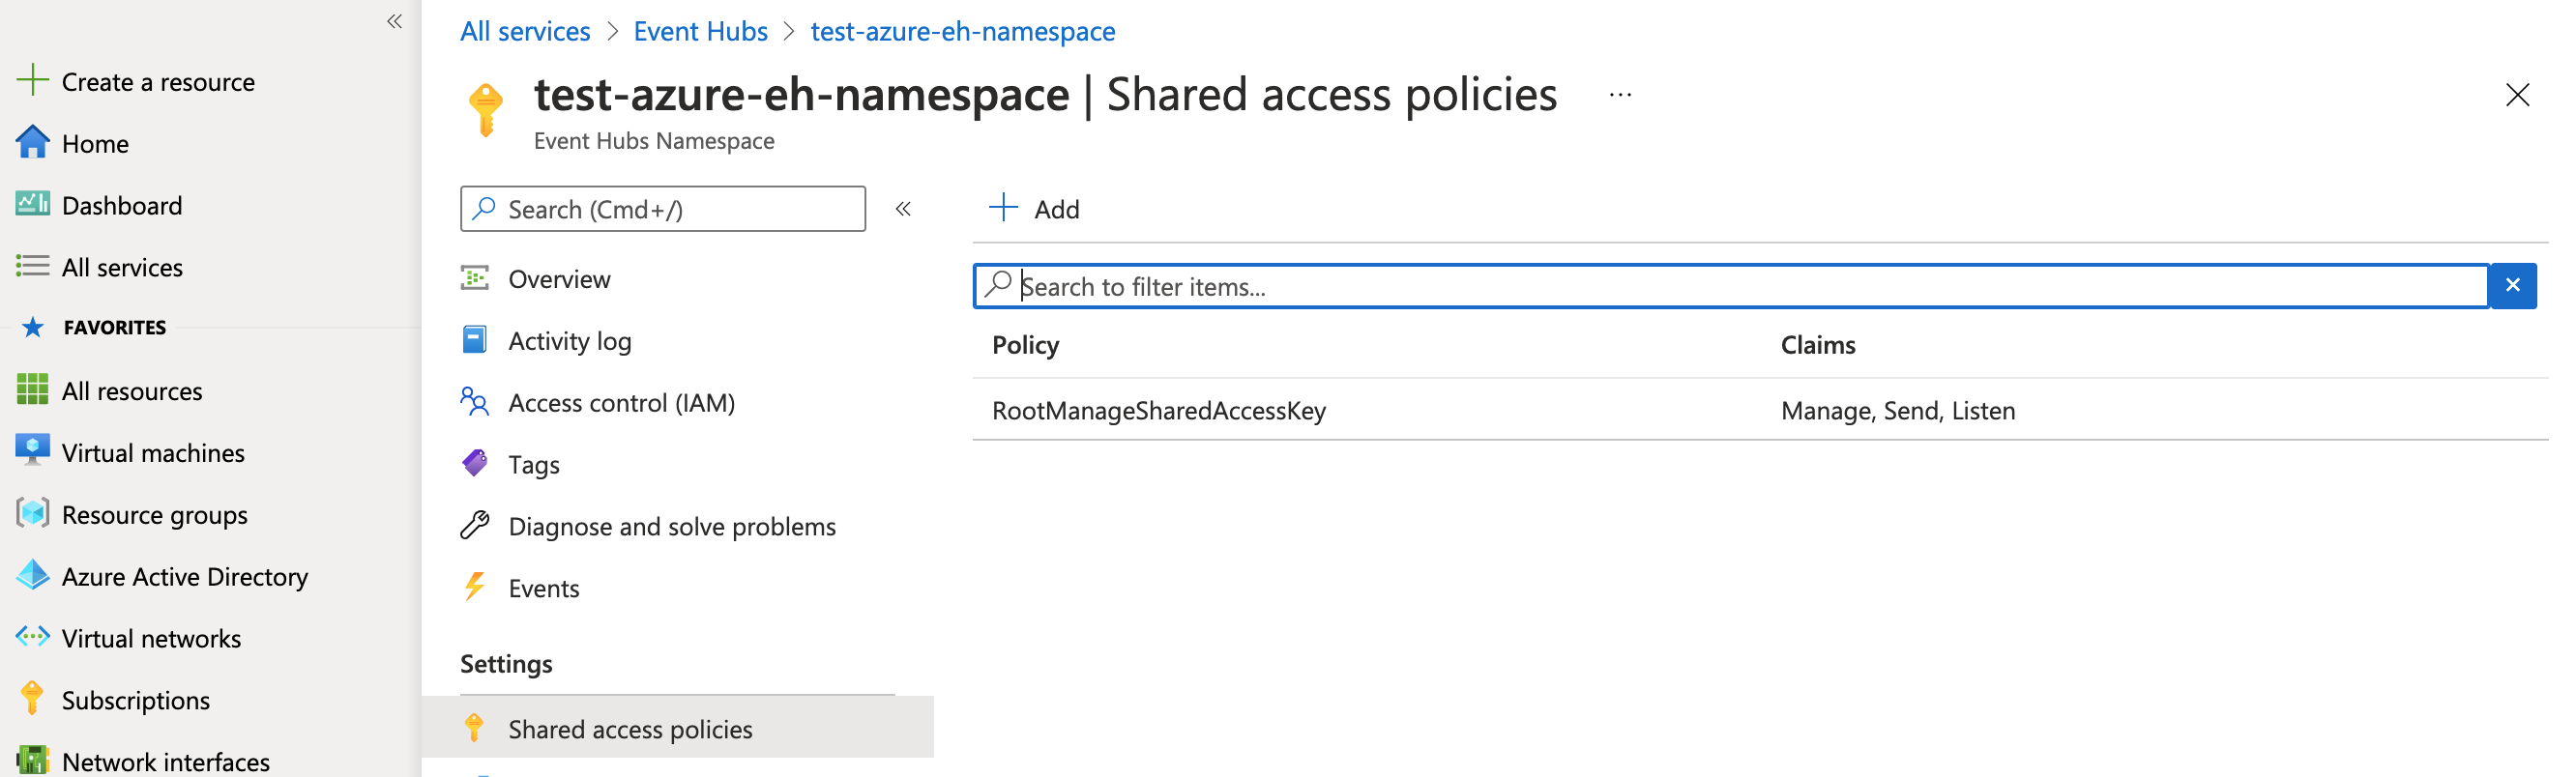 All services > Event Hubs > test-azure-eh-namespace
Create a resource
Home
Dashboard
All services
FAVORITES
All resources
Virtual machines
Resource groups
Azure Active Directory
Virtual networks
Subscriptions
Network interfaces
test-azure-eh-namespace | Shared access policies ...
Event Hubs Namespace
Search (Cmd+/)
Overview
Activity log
Access control (IAM)
Tags
Diagnose and solve problems
Events
Settings
Shared access policies
Add
Search to filter items...
Policy Claims
RootManageSharedAccessKey Manage, Send, Listen